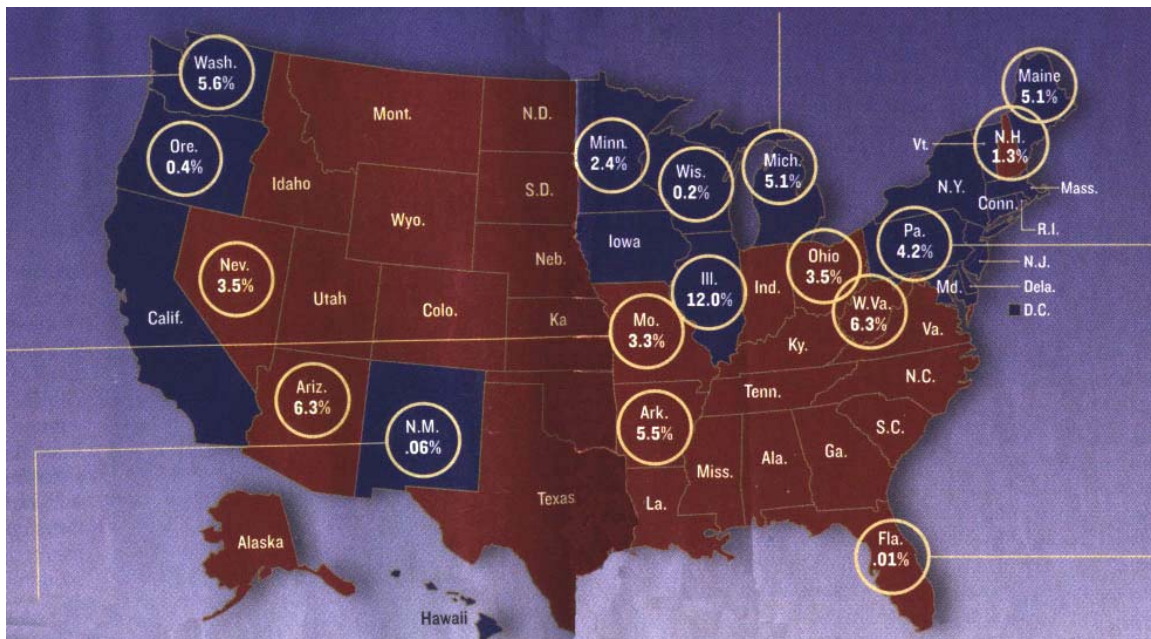 Wash.
5.6%
Ore.
0.4%
Calif.
Nev.
3.5%
Idaho
Mont.
Wyo.
Utah
Colo.
Ariz.
6.3%
N.M.
.06%
N.D.
S.D.
Neb.
Ka
Texas
Minn.
2.4%
Iowa
Mo.
3.3%
Ark.
5.5%
La.
Wis.
0.2%
Ill.
12.0%
Mich.
5.1%
Ind.
Ohio
3.5%
Ky.
Tenn.
Miss.
Ala.
Ga.
Fla.
.01%
S.C.
N.C.
Va.
W.Va.
6.3%
Pa.
4.2%
N.Y.
Vt.
N.H.
1.3%
Maine
5.1%
Mass.
Conn.
R.I.
N.J.
Md.
Dela.
D.C.
Alaska
Hawaii